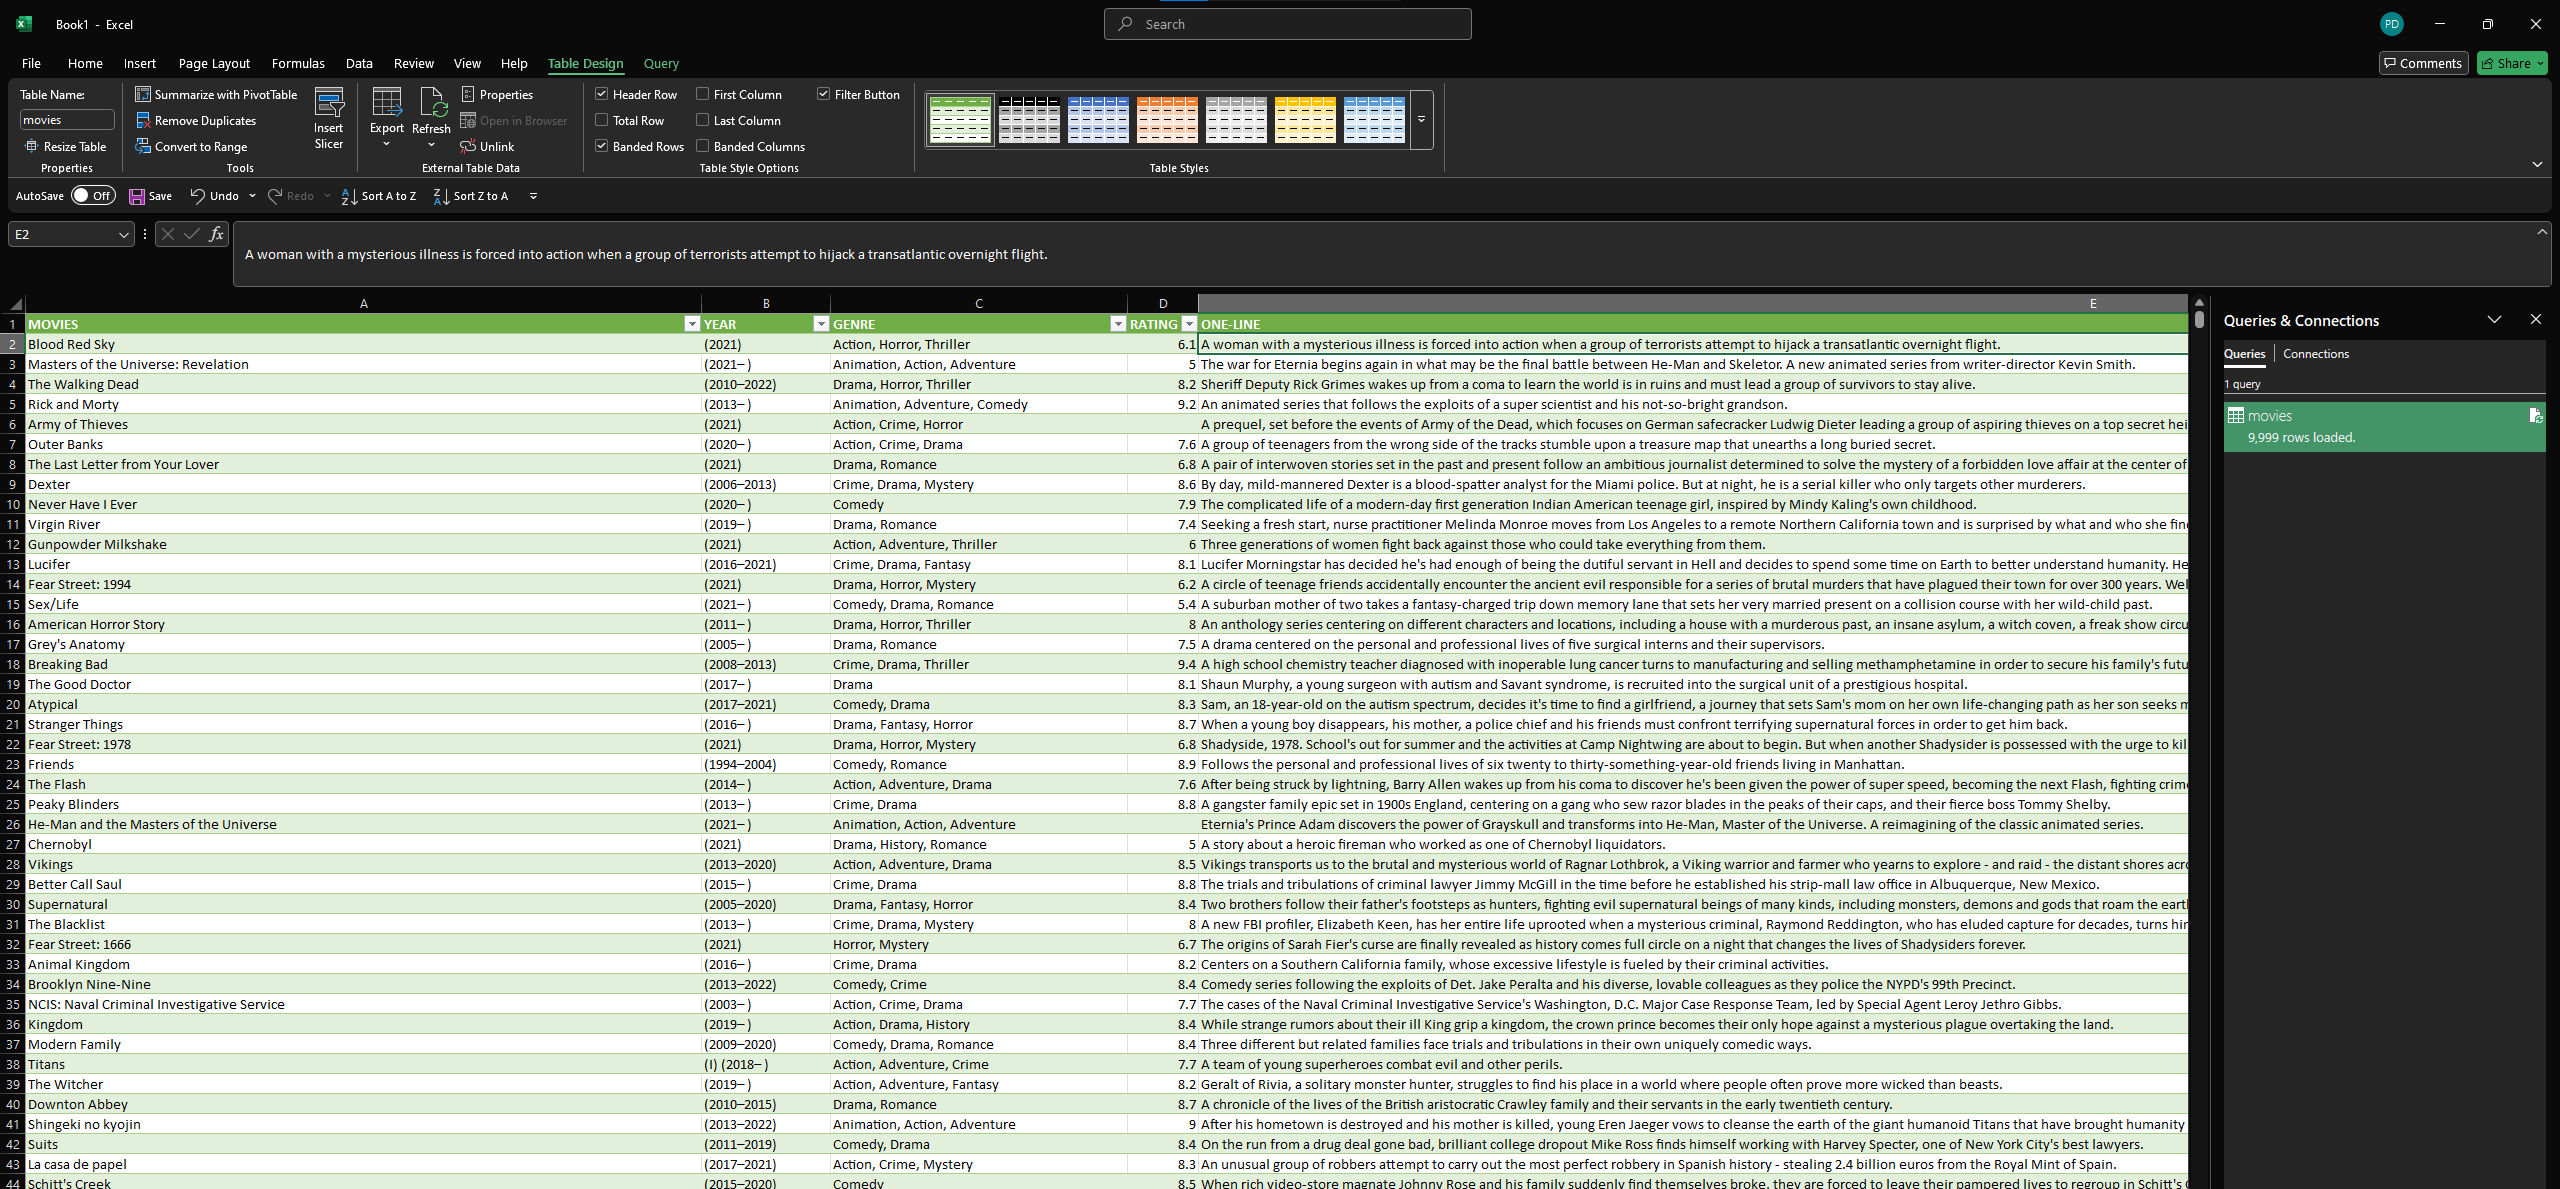 Book1 - Excel
Search
PD
File Home Insert Page Layout Formulas Data Review View Help Table Design Query
Comments Share
Table Name:
movies
Resize Table
Properties
Summarize with PivotTable
Remove Duplicates
Convert to Range
Insert Slicer
Tools
Export
Refresh
Properties
Open in Browser
Unlink
External Table Data
Header Row First Column Filter Button
Total Row Last Column
Banded Rows Banded Columns
Table Style Options
Table Styles
AutoSave Off Save Undo Redo Sort A to Z Sort Z to A
E2 fx A woman with a mysterious illness is forced into action when a group of terrorists attempt to hijack a transatlantic overnight flight.
A B C D E
1 MOVIES YEAR GENRE RATING ONE-LINE
2 Blood Red Sky (2021) Action, Horror, Thriller 6.1 A woman with a mysterious illness is forced into action when a group of terrorists attempt to hijack a transatlantic overnight flight.
3 Masters of the Universe: Revelation (2021– ) Animation, Action, Adventure 5 The war for Eternia begins again in what may be the final battle between He-Man and Skeletor. A new animated series from writer-director Kevin Smith.
4 The Walking Dead (2010–2022) Drama, Horror, Thriller 8.2 Sheriff Deputy Rick Grimes wakes up from a coma to learn the world is in ruins and must lead a group of survivors to stay alive.
5 Rick and Morty (2013– ) Animation, Adventure, Comedy 9.2 An animated series that follows the exploits of a super scientist and his not-so-bright grandson.
6 Army of Thieves (2021) Action, Crime, Horror A prequel, set before the events of Army of the Dead, which focuses on German safecracker Ludwig Dieter leading a group of aspiring thieves on a top secret hei
7 Outer Banks (2020– ) Action, Crime, Drama 7.6 A group of teenagers from the wrong side of the tracks stumble upon a treasure map that unearths a long buried secret.
8 The Last Letter from Your Lover (2021) Drama, Romance 6.8 A pair of interwoven stories set in the past and present follow an ambitious journalist determined to solve the mystery of a forbidden love affair at the center of
9 Dexter (2006–2013) Crime, Drama, Mystery 8.6 By day, mild-mannered Dexter is a blood-spatter analyst for the Miami police. But at night, he is a serial killer who only targets other murderers.
10 Never Have I Ever (2020– ) Comedy 7.9 The complicated life of a modern-day first generation Indian American teenage girl, inspired by Mindy Kaling's own childhood.
11 Virgin River (2019– ) Drama, Romance 7.4 Seeking a fresh start, nurse practitioner Melinda Monroe moves from Los Angeles to a remote Northern California town and is surprised by what and who she fin
12 Gunpowder Milkshake (2021) Action, Adventure, Thriller 6 Three generations of women fight back against those who could take everything from them.
13 Lucifer (2016–2021) Crime, Drama, Fantasy 8.1 Lucifer Morningstar has decided he's had enough of being the dutiful servant in Hell and decides to spend some time on Earth to better understand humanity. He
14 Fear Street: 1994 (2021) Drama, Horror, Mystery 6.2 A circle of teenage friends accidentally encounter the ancient evil responsible for a series of brutal murders that have plagued their town for over 300 years. Wel
15 Sex/Life (2021– ) Comedy, Drama, Romance 5.4 A suburban mother of two takes a fantasy-charged trip down memory lane that sets her very married present on a collision course with her wild-child past.
16 American Horror Story (2011– ) Drama, Horror, Thriller 8 An anthology series centering on different characters and locations, including a house with a murderous past, an insane asylum, a witch coven, a freak show circu
17 Grey's Anatomy (2005– ) Drama, Romance 7.5 A drama centered on the personal and professional lives of five surgical interns and their supervisors.
18 Breaking Bad (2008–2013) Crime, Drama, Thriller 9.4 A high school chemistry teacher diagnosed with inoperable lung cancer turns to manufacturing and selling methamphetamine in order to secure his family's futu
19 The Good Doctor (2017– ) Drama 8.1 Shaun Murphy, a young surgeon with autism and Savant syndrome, is recruited into the surgical unit of a prestigious hospital.
20 Atypical (2017–2021) Comedy, Drama 8.3 Sam, an 18-year-old on the autism spectrum, decides it's time to find a girlfriend, a journey that sets Sam's mom on her own life-changing path as her son seeks m
21 Stranger Things (2016– ) Drama, Fantasy, Horror 8.7 When a young boy disappears, his mother, a police chief and his friends must confront terrifying supernatural forces in order to get him back.
22 Fear Street: 1978 (2021) Drama, Horror, Mystery 6.8 Shadyside, 1978. School's out for summer and the activities at Camp Nightwing are about to begin. But when another Shadysider is possessed with the urge to kil
23 Friends (1994–2004) Comedy, Romance 8.9 Follows the personal and professional lives of six twenty to thirty-something-year-old friends living in Manhattan.
24 The Flash (2014– ) Action, Adventure, Drama 7.6 After being struck by lightning, Barry Allen wakes up from his coma to discover he's been given the power of super speed, becoming the next Flash, fighting crim
25 Peaky Blinders (2013– ) Crime, Drama 8.8 A gangster family epic set in 1900s England, centering on a gang who sew razor blades in the peaks of their caps, and their fierce boss Tommy Shelby.
26 He-Man and the Masters of the Universe (2021– ) Animation, Action, Adventure Eternia's Prince Adam discovers the power of Grayskull and transforms into He-Man, Master of the Universe. A reimagining of the classic animated series.
27 Chernobyl (2021) Drama, History, Romance 5 A story about a heroic fireman who worked as one of Chernobyl liquidators.
28 Vikings (2013–2020) Action, Adventure, Drama 8.5 Vikings transports us to the brutal and mysterious world of Ragnar Lothbrok, a Viking warrior and farmer who yearns to explore - and raid - the distant shores acr
29 Better Call Saul (2015– ) Crime, Drama 8.8 The trials and tribulations of criminal lawyer Jimmy McGill in the time before he established his strip-mall law office in Albuquerque, New Mexico.
30 Supernatural (2005–2020) Drama, Fantasy, Horror 8.4 Two brothers follow their father's footsteps as hunters, fighting evil supernatural beings of many kinds, including monsters, demons and gods that roam the eart
31 The Blacklist (2013– ) Crime, Drama, Mystery 8 A new FBI profiler, Elizabeth Keen, has her entire life uprooted when a mysterious criminal, Raymond Reddington, who has eluded capture for decades, turns hir
32 Fear Street: 1666 (2021) Horror, Mystery 6.7 The origins of Sarah Fier's curse are finally revealed as history comes full circle on a night that changes the lives of Shadysiders forever.
33 Animal Kingdom (2016– ) Crime, Drama 8.2 Centers on a Southern California family, whose excessive lifestyle is fueled by their criminal activities.
34 Brooklyn Nine-Nine (2013–2022) Comedy, Crime 8.4 Comedy series following the exploits of Det. Jake Peralta and his diverse, lovable colleagues as they police the NYPD's 99th Precinct.
35 NCIS: Naval Criminal Investigative Service (2003– ) Action, Crime, Drama 7.7 The cases of the Naval Criminal Investigative Service's Washington, D.C. Major Case Response Team, led by Special Agent Leroy Jethro Gibbs.
36 Kingdom (2019– ) Action, Drama, History 8.4 While strange rumors about their ill King grip a kingdom, the crown prince becomes their only hope against a mysterious plague overtaking the land.
37 Modern Family (2009–2020) Comedy, Drama, Romance 8.4 Three different but related families face trials and tribulations in their own uniquely comedic ways.
38 Titans (I) (2018– ) Action, Adventure, Crime 7.7 A team of young superheroes combat evil and other perils.
39 The Witcher (2019– ) Action, Adventure, Fantasy 8.2 Geralt of Rivia, a solitary monster hunter, struggles to find his place in a world where people often prove more wicked than beasts.
40 Downton Abbey (2010–2015) Drama, Romance 8.7 A chronicle of the lives of the British aristocratic Crawley family and their servants in the early twentieth century.
41 Shingeki no kyojin (2013–2022) Animation, Action, Adventure 9 After his hometown is destroyed and his mother is killed, young Eren Jaeger vows to cleanse the earth of the giant humanoid Titans that have brought humanity
42 Suits (2011–2019) Comedy, Drama 8.4 On the run from a drug deal gone bad, brilliant college dropout Mike Ross finds himself working with Harvey Specter, one of New York City's best lawyers.
43 La casa de papel (2017–2021) Action, Crime, Mystery 8.3 An unusual group of robbers attempt to carry out the most perfect robbery in Spanish history - stealing 2.4 billion euros from the Royal Mint of Spain.
44 Schitt's Creek (2015–2020) Comedy 8.5 When rich video-store magnate Johnny Rose and his family suddenly find themselves broke, they are forced to leave their pampered lives to regroup in Schitt's
Queries & Connections
Queries Connections
1 query
movies
9,999 rows loaded.